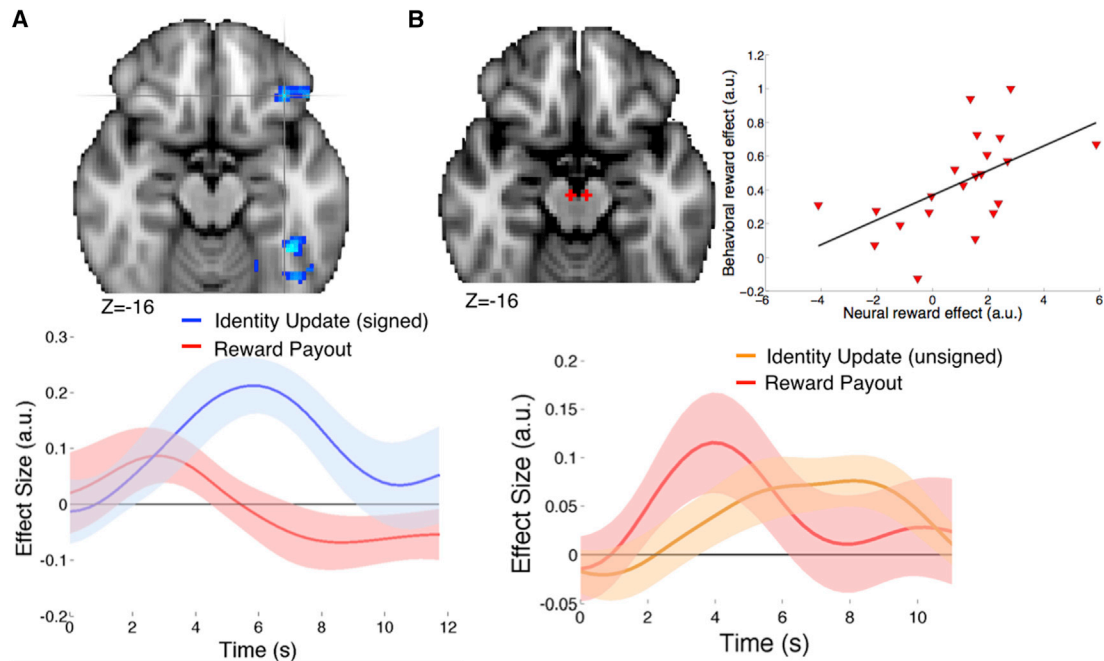 A
B
Z=-16
Z=-16
Behavioral reward effect (a.u.)
1.2
1
0.8
0.6
0.4
0.2
0
−0.2
−6
−4
−2
0
2
4
6
Neural reward effect (a.u.)
Identity Update (signed)
Reward Payout
Effect Size (a.u.)
0.3
0.2
0.1
0
-0.1
-0.2
0
2
4
6
8
10
12
Time (s)
Identity Update (unsigned)
Reward Payout
Effect Size (a.u.)
0.2
0.15
0.1
0.05
0
-0.05
0
2
4
6
8
10
Time (s)